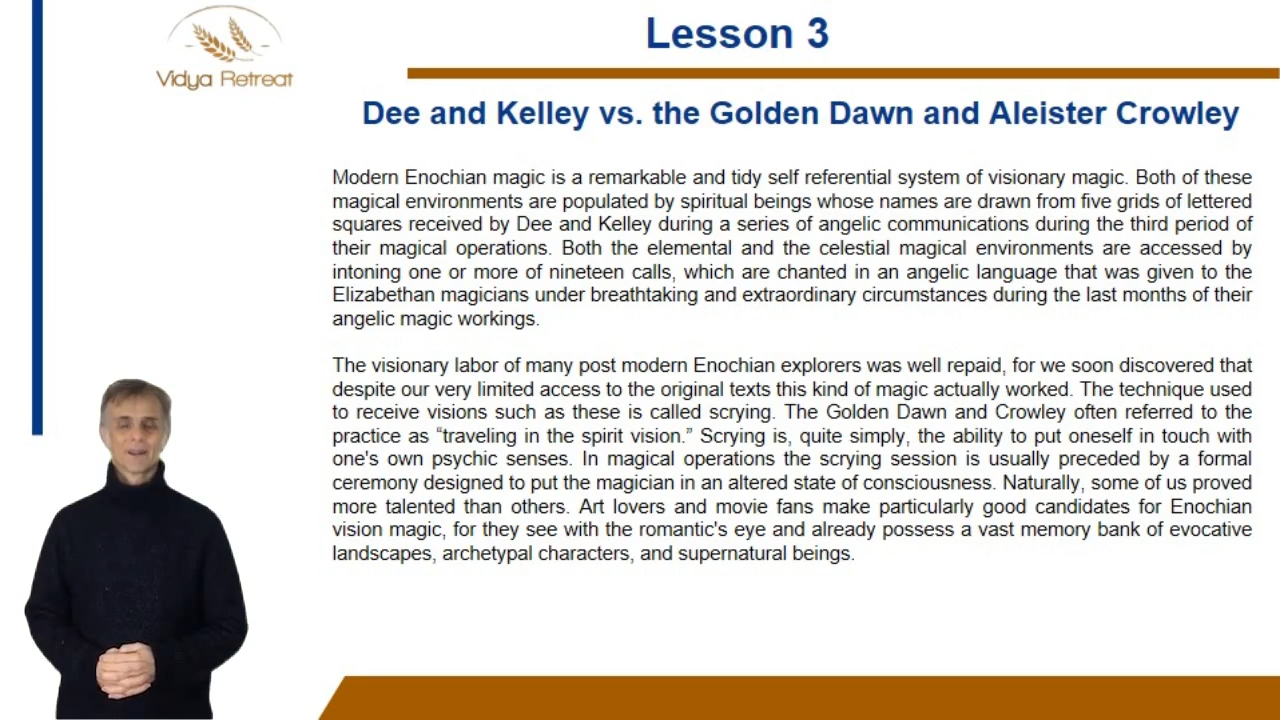 Vidya Retreat
Lesson 3
Dee and Kelley vs. the Golden Dawn and Aleister Crowley
Modern Enochian magic is a remarkable and tidy self referential system of visionary magic. Both of these
magical environments are populated by spiritual beings whose names are drawn from five grids of lettered
squares received by Dee and Kelley during a series of angelic communications during the third period of
their magical operations. Both the elemental and the celestial magical environments are accessed by
intoning one or more of nineteen calls, which are chanted in an angelic language that was given to the
Elizabethan magicians under breathtaking and extraordinary circumstances during the last months of their
angelic magic workings.
The visionary labor of many post modern Enochian explorers was well repaid, for we soon discovered that
despite our very limited access to the original texts this kind of magic actually worked. The technique used
to receive visions such as these is called scrying. The Golden Dawn and Crowley often referred to the
practice as “traveling in the spirit vision.” Scrying is, quite simply, the ability to put oneself in touch with
one's own psychic senses. In magical operations the scrying session is usually preceded by a formal
ceremony designed to put the magician in an altered state of consciousness. Naturally, some of us proved
more talented than others. Art lovers and movie fans make particularly good candidates for Enochian
vision magic, for they see with the romantic's eye and already possess a vast memory bank of evocative
landscapes, archetypal characters, and supernatural beings.